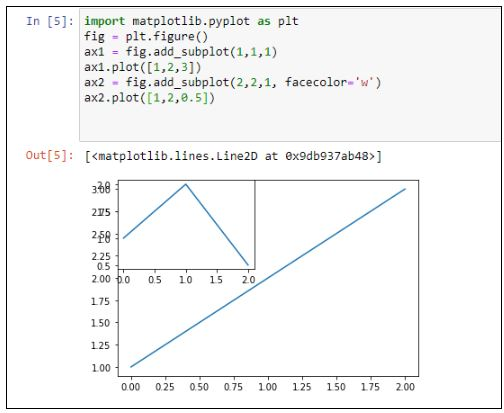 In [5]: import matplotlib.pyplot as plt
fig = plt.figure()
ax1 = fig.add_subplot(1,1,1)
ax1.plot([1,2,3])
ax2 = fig.add_subplot(2,2,1, facecolor='w')
ax2.plot([1,2,0.5])
Out[5]: [<matplotlib.lines.Line2D at 0x9db937ab48>]
2.0
3.00
2.75
2.50
1.0
2.25
0.5
0.0 0.5 1.0 1.5 2.0
2.00
1.75
1.50
1.25
1.00
0.00 0.25 0.50 0.75 1.00 1.25 1.50 1.75 2.00